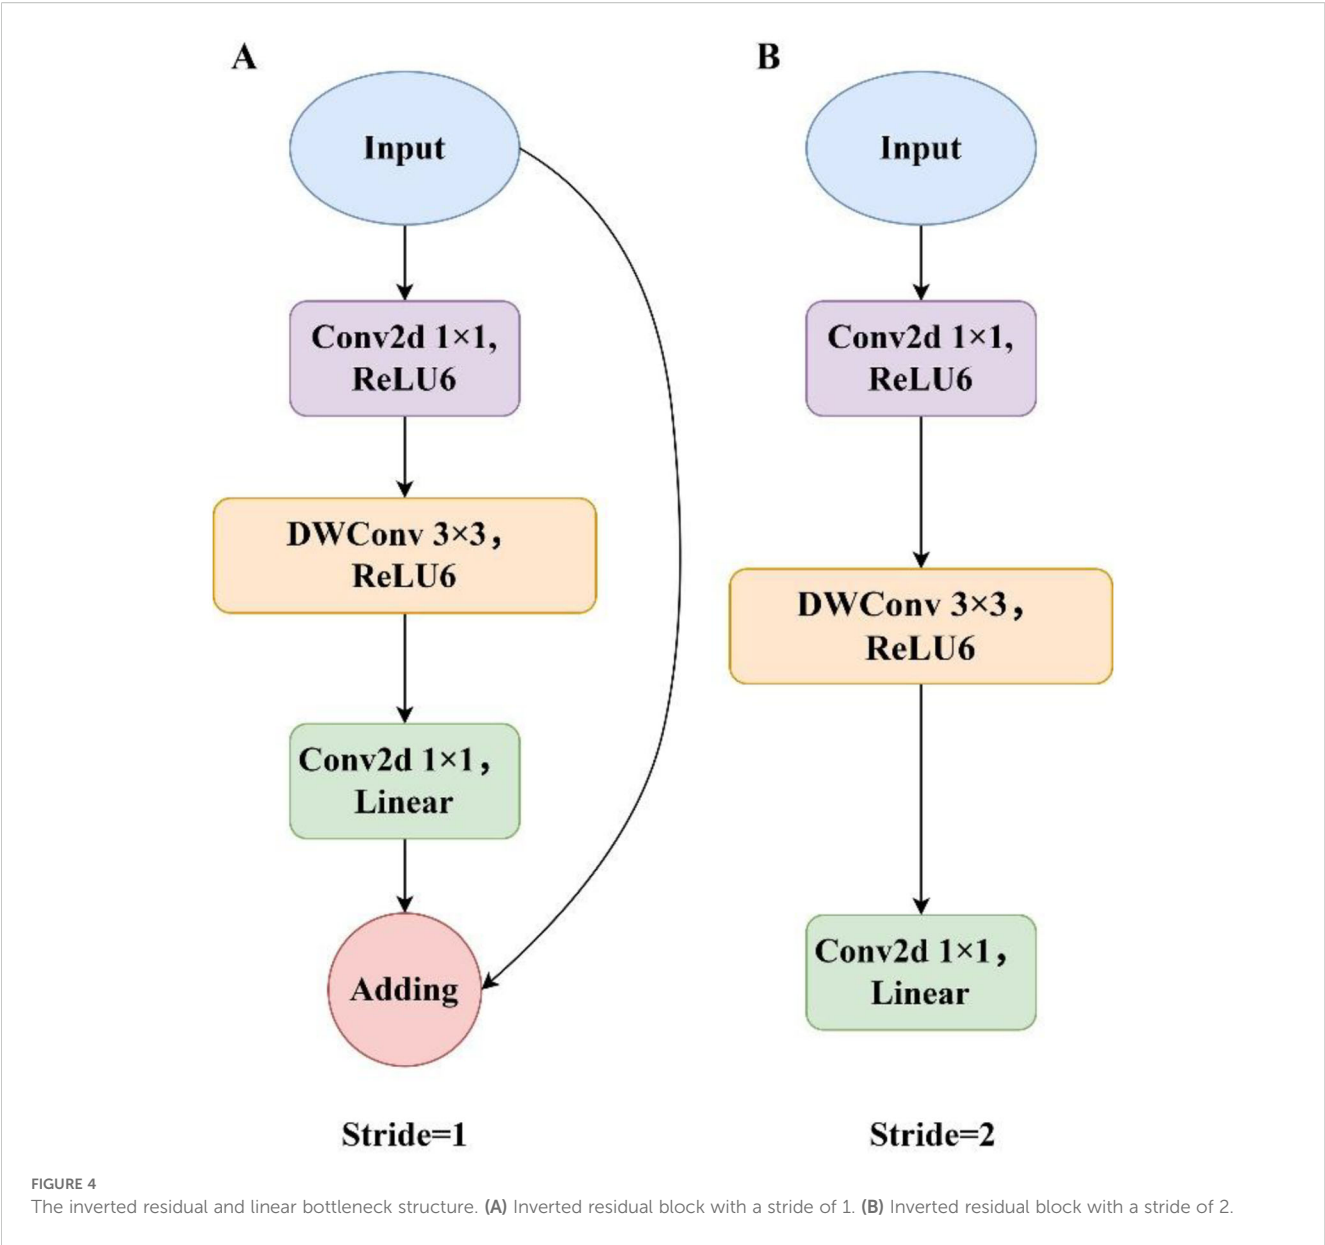 A
Input
Conv2d 1×1,
ReLU6
DWConv 3×3，
ReLU6
Conv2d 1×1，
Linear
Adding
Stride=1
B
Input
Conv2d 1×1,
ReLU6
DWConv 3×3，
ReLU6
Conv2d 1×1，
Linear
Stride=2
FIGURE 4
The inverted residual and linear bottleneck structure. (A) Inverted residual block with a stride of 1. (B) Inverted residual block with a stride of 2.